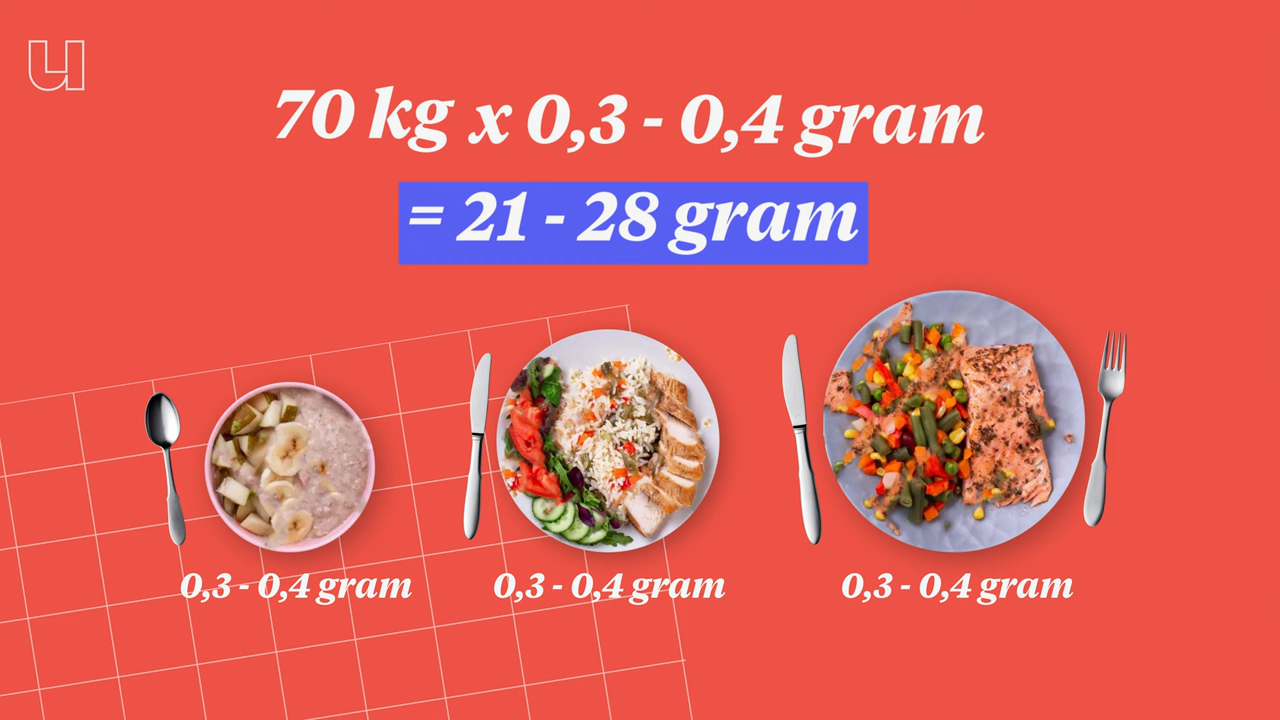 u
70 kg x 0,3 - 0,4 gram
= 21 - 28 gram
0,3 - 0,4 gram
0,3 - 0,4 gram
0,3 - 0,4 gram